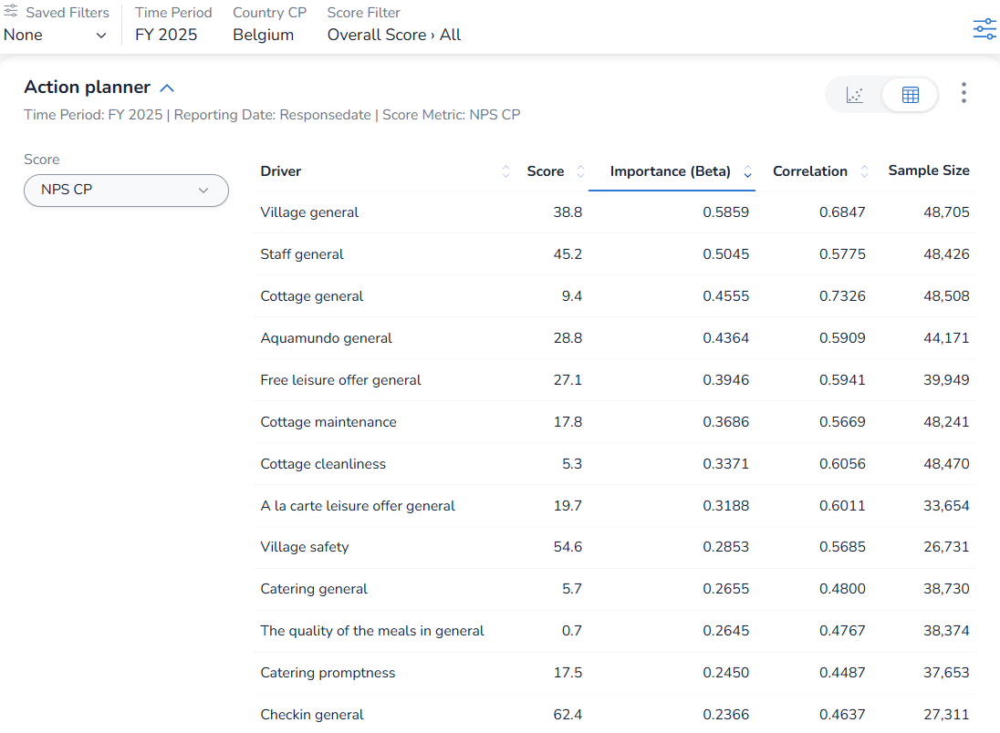 Saved Filters Time Period Country CP Score Filter
None FY 2025 Belgium Overall Score › All
Action planner
Time Period: FY 2025 | Reporting Date: Responsedate | Score Metric: NPS CP
Score
NPS CP
Driver Score Importance (Beta) Correlation Sample Size
Village general 38.8 0.5859 0.6847 48,705
Staff general 45.2 0.5045 0.5775 48,426
Cottage general 9.4 0.4555 0.7326 48,508
Aquamundo general 28.8 0.4364 0.5909 44,171
Free leisure offer general 27.1 0.3946 0.5941 39,949
Cottage maintenance 17.8 0.3686 0.5669 48,241
Cottage cleanliness 5.3 0.3371 0.6056 48,470
A la carte leisure offer general 19.7 0.3188 0.6011 33,654
Village safety 54.6 0.2853 0.5685 26,731
Catering general 5.7 0.2655 0.4800 38,730
The quality of the meals in general 0.7 0.2645 0.4767 38,374
Catering promptness 17.5 0.2450 0.4487 37,653
Checkin general 62.4 0.2366 0.4637 27,311